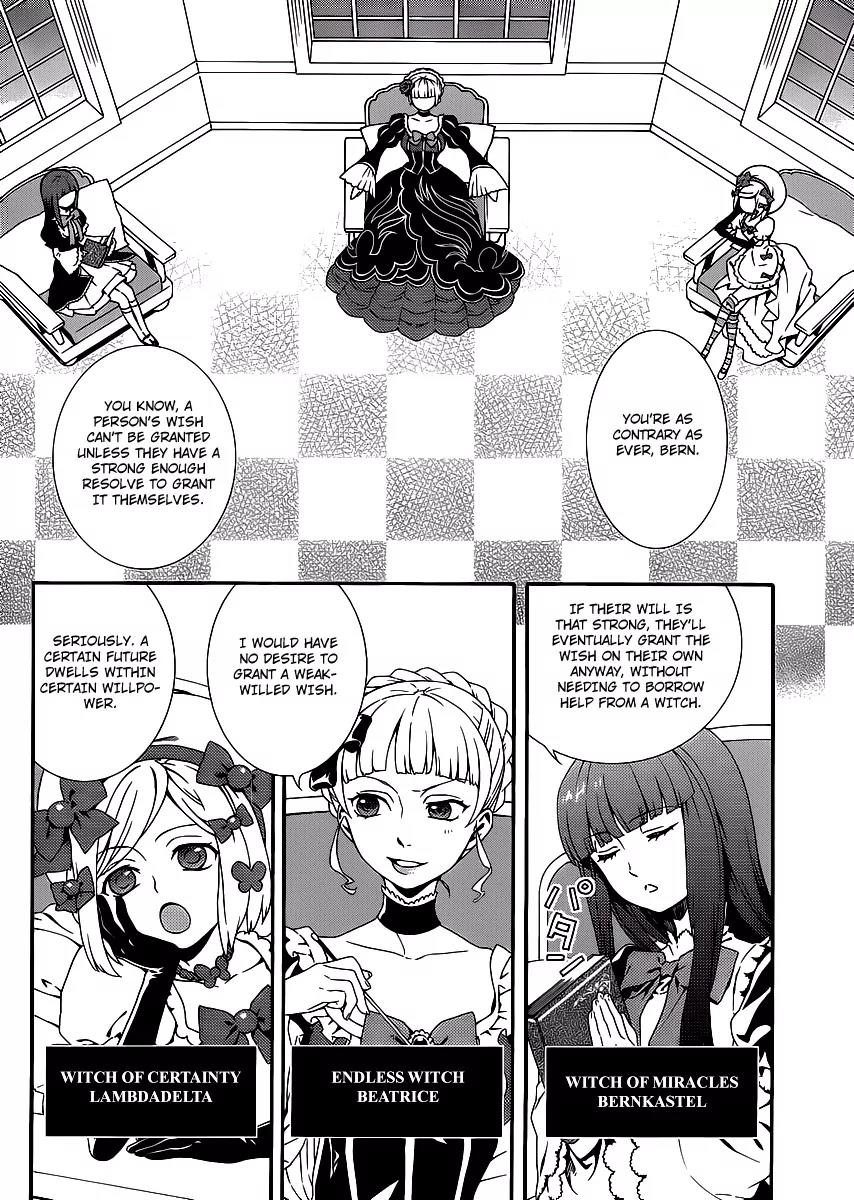 YOU'RE AS
CONTRARY AS
EVER, BERN.
YOU KNOW, A
PERSON'S WISH
CAN'T BE GRANTED
UNLESS THEY HAVE A
STRONG ENOUGH
RESOLVE TO GRANT
IT THEMSELVES.
IF THEIR WILL IS
THAT STRONG, THEY'LL
EVENTUALLY GRANT THE
WISH ON THEIR OWN
ANYWAY, WITHOUT
NEEDING TO BORROW
HELP FROM A WITCH.
パタン
WITCH OF MIRACLES
BERNKASTEL
I WOULD HAVE
NO DESIRE TO
GRANT A WEAK-
WILLED WISH.
ENDLESS WITCH
BEATRICE
SERIOUSLY. A
CERTAIN FUTURE
DWELLS WITHIN
CERTAIN WILLPO-
WER.
WITCH OF CERTAINTY
LAMBDADELTA